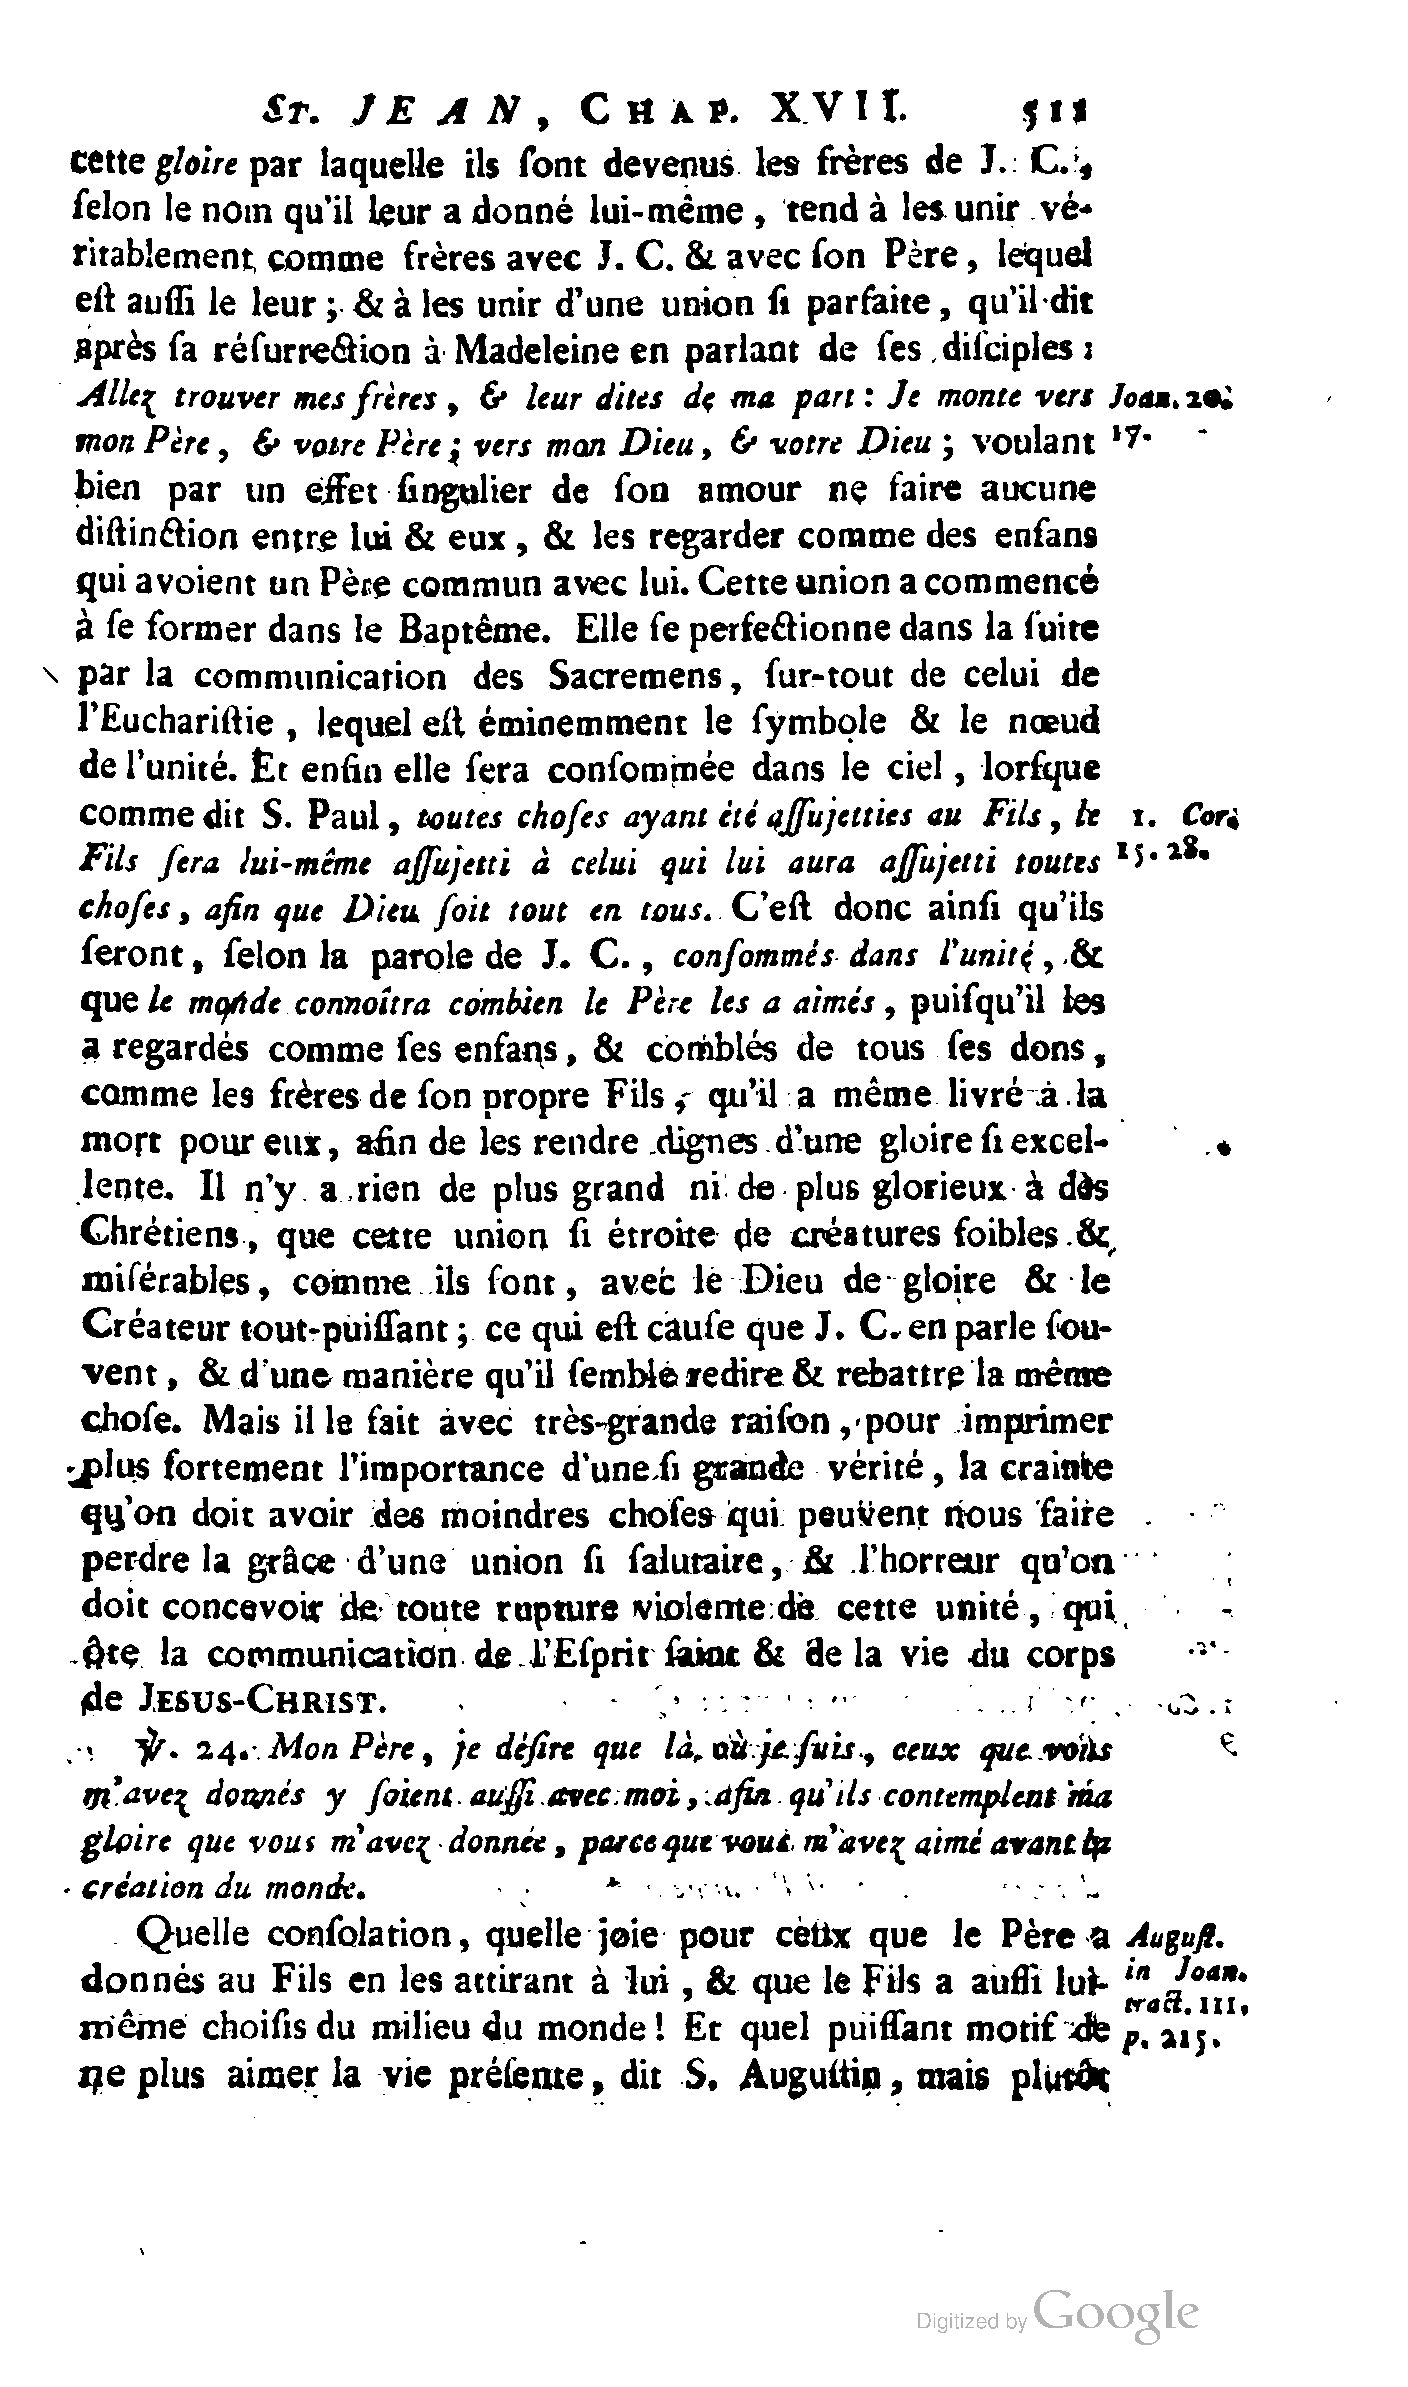 St. JEAN, CHAP. XVII. 511
cette gloire par laquelle ils ſont devenus les frères de J. C.,
ſelon le nom qu'il leur a donné lui-même, tend à les unir vé-
ritablement comme frères avec J. C. & avec ſon Père, lequel
eſt auſſi le leur; & à les unir d'une union ſi parfaite, qu'il dit
après ſa réſurrection à Madeleine en parlant de ſes diſciples:
Allez trouver mes frères, & leur dites de ma part: Je monte vers Joan. 20.
mon Père, & votre Père; vers mon Dieu, & votre Dieu; voulant 17.
bien par un effet ſingulier de ſon amour ne faire aucune
diſtinction entre lui & eux, & les regarder comme des enfans
qui avoient un Père commun avec lui. Cette union a commencé
à ſe former dans le Baptême. Elle ſe perfectionne dans la ſuite
par la communication des Sacremens, ſur-tout de celui de
l'Euchariſtie, lequel eſt éminemment le ſymbole & le nœud
de l'unité. Et enfin elle ſera conſommée dans le ciel, lorſque
comme dit S. Paul, toutes choſes ayant été aſſujetties au Fils, le 1. Cor.
Fils ſera lui-même aſſujetti à celui qui lui aura aſſujetti toutes 15. 28.
choſes, afin que Dieu ſoit tout en tous. C'eſt donc ainſi qu'ils
ſeront, ſelon la parole de J. C., conſommés dans l'unité, &
que le monde connoîtra combien le Père les a aimés, puiſqu'il les
a regardés comme ſes enfans, & comblés de tous ſes dons,
comme les frères de ſon propre Fils, qu'il a même livré à la
mort pour eux, afin de les rendre dignes d'une gloire ſi excel-
lente. Il n'y a rien de plus grand ni de plus glorieux à dès
Chrétiens, que cette union ſi étroite de créatures foibles &
miſérables, comme ils ſont, avec le Dieu de gloire & le
Créateur tout-puiſſant; ce qui eſt cauſe que J. C. en parle ſou-
vent, & d'une manière qu'il ſemble redire & rebattre la même
choſe. Mais il le fait avec très-grande raiſon, pour imprimer
plus fortement l'importance d'une ſi grande vérité, la crainte
qu'on doit avoir des moindres choſes qui peuvent nous faire
perdre la grâce d'une union ſi ſalutaire, & l'horreur qu'on
doit concevoir de toute rupture violente de cette unité, qui
ôte la communication de l'Eſprit ſaint & de la vie du corps
de JESUS-CHRIST.
℣. 24. Mon Père, je déſire que là, où je ſuis, ceux que vous
m'avez donnés y ſoient auſſi avec moi, afin qu'ils contemplent ma
gloire que vous m'avez donnée, parce que vous m'avez aimé avant la
création du monde.
Quelle conſolation, quelle joie pour ceux que le Père a Auguſt.
donnés au Fils en les attirant à lui, & que le Fils a auſſi lui- in Joan.
même choiſis du milieu du monde! Et quel puiſſant motif de tract. III,
ne plus aimer la vie préſente, dit S. Auguſtin, mais plutôt p. 215.
Digitized by Google